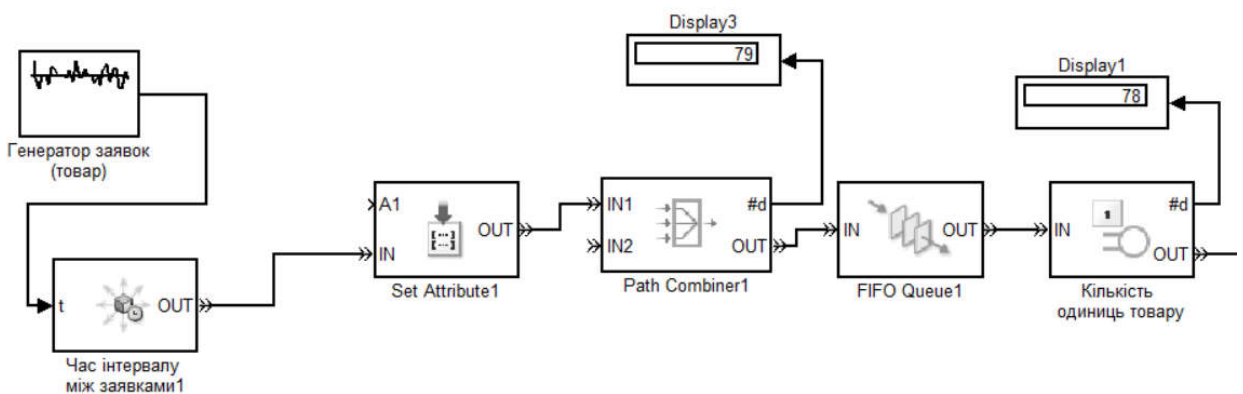 Display3
79
Display1
78
Генератор заявок
(товар)
A1
IN
OUT
Set Attribute1
IN1
IN2
#d
OUT
Path Combiner1
IN
OUT
FIFO Queue1
IN
1
#d
OUT
Кількість
одиниць товару
t
OUT
Час інтервалу
між заявками1